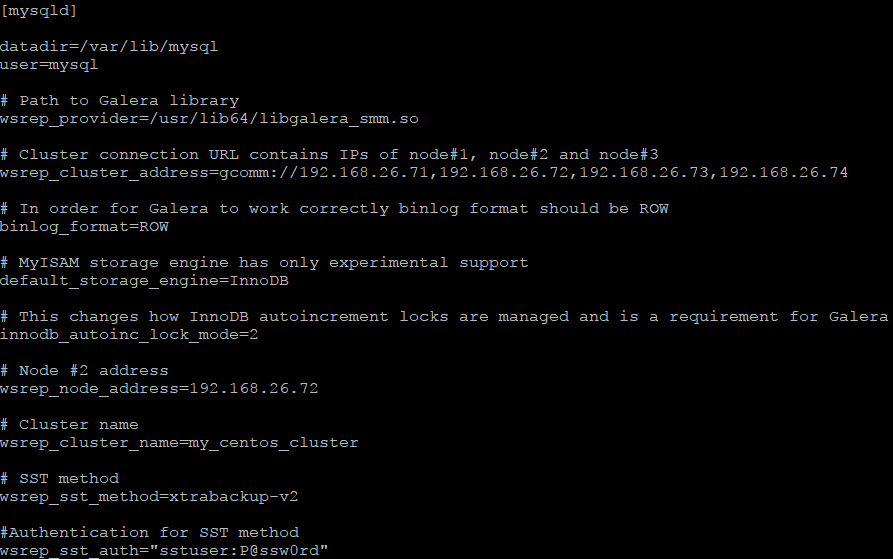 [mysqld]
datadir=/var/lib/mysql
user=mysql
# Path to Galera library
wsrep_provider=/usr/lib64/libgalera_smm.so
# Cluster connection URL contains IPs of node#1, node#2 and node#3
wsrep_cluster_address=gcomm://192.168.26.71,192.168.26.72,192.168.26.73,192.168.26.74
# In order for Galera to work correctly binlog format should be ROW
binlog_format=ROW
# MyISAM storage engine has only experimental support
default_storage_engine=InnoDB
# This changes how InnoDB autoincrement locks are managed and is a requirement for Galera
innodb_autoinc_lock_mode=2
# Node #2 address
wsrep_node_address=192.168.26.72
# Cluster name
wsrep_cluster_name=my_centos_cluster
# SST method
wsrep_sst_method=xtrabackup-v2
#Authentication for SST method
wsrep_sst_auth="sstuser:P@ssw0rd"